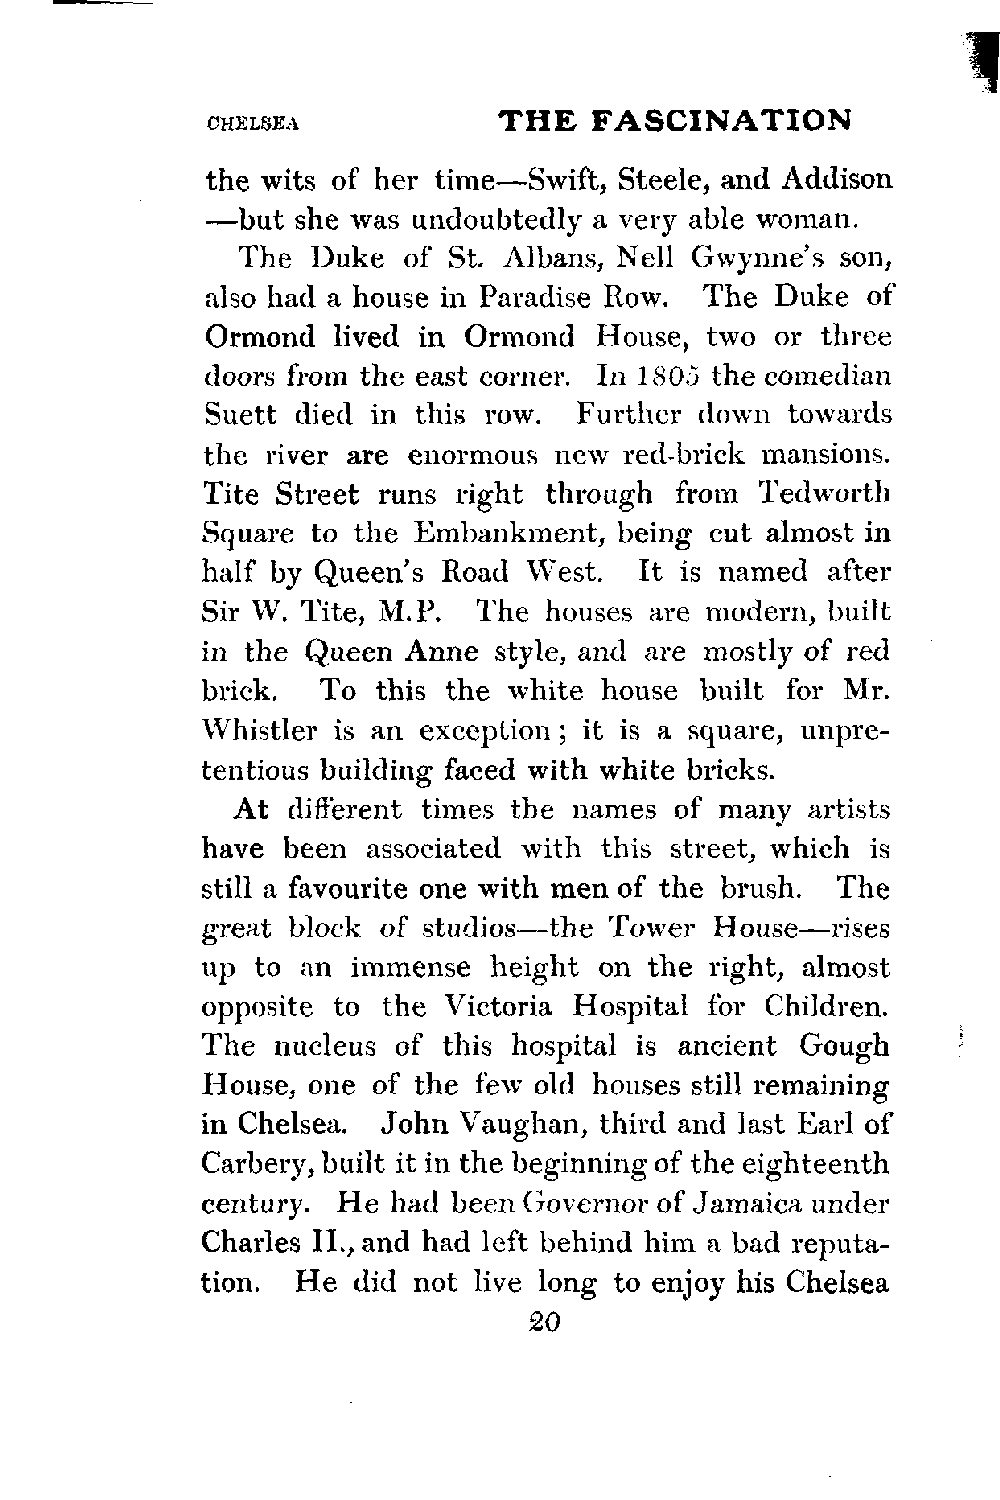 CHELSEA THE FASCINATION
the wits of her time—Swift, Steele, and Addison
—but she was undoubtedly a very able woman.
The Duke of St. Albans, Nell Gwynne's son,
also had a house in Paradise Row. The Duke of
Ormond lived in Ormond House, two or three
doors from the east corner. In 1805 the comedian
Suett died in this row. Further down towards
the river are enormous new red-brick mansions.
Tite Street runs right through from Tedworth
Square to the Embankment, being cut almost in
half by Queen's Road West. It is named after
Sir W. Tite, M.P. The houses are modern, built
in the Queen Anne style, and are mostly of red
brick. To this the white house built for Mr.
Whistler is an exception; it is a square, unpre-
tentious building faced with white bricks.
At different times the names of many artists
have been associated with this street, which is
still a favourite one with men of the brush. The
great block of studios—the Tower House—rises
up to an immense height on the right, almost
opposite to the Victoria Hospital for Children.
The nucleus of this hospital is ancient Gough
House, one of the few old houses still remaining
in Chelsea. John Vaughan, third and last Earl of
Carbery, built it in the beginning of the eighteenth
century. He had been Governor of Jamaica under
Charles II., and had left behind him a bad reputa-
tion. He did not live long to enjoy his Chelsea
20